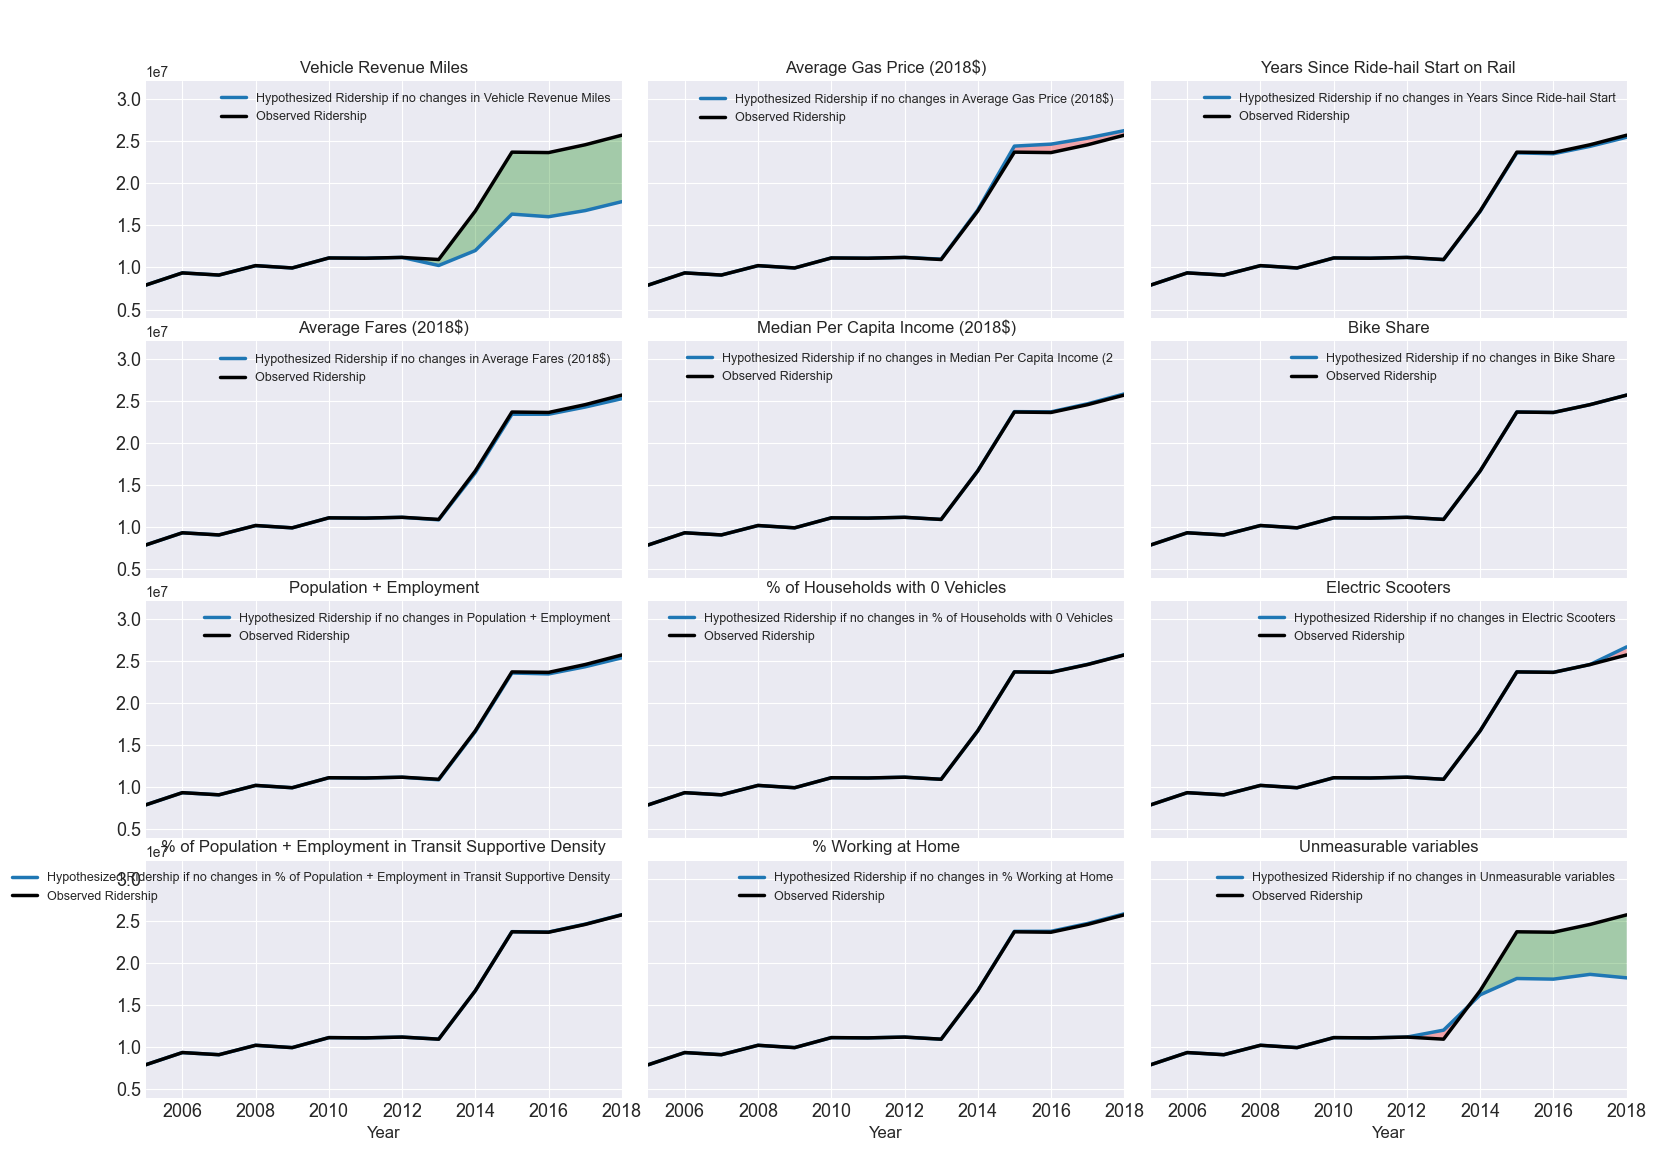 Vehicle Revenue Miles
1e7
Hypothesized Ridership if no changes in Vehicle Revenue Miles
Observed Ridership
3.0
2.5
2.0
1.5
1.0
0.5
Average Gas Price (2018$)
Hypothesized Ridership if no changes in Average Gas Price (2018$)
Observed Ridership
Years Since Ride-hail Start on Rail
Hypothesized Ridership if no changes in Years Since Ride-hail Start
Observed Ridership
Average Fares (2018$)
1e7
Hypothesized Ridership if no changes in Average Fares (2018$)
Observed Ridership
3.0
2.5
2.0
1.5
1.0
0.5
Median Per Capita Income (2018$)
Hypothesized Ridership if no changes in Median Per Capita Income (2
Observed Ridership
Bike Share
Hypothesized Ridership if no changes in Bike Share
Observed Ridership
Population + Employment
1e7
Hypothesized Ridership if no changes in Population + Employment
Observed Ridership
3.0
2.5
2.0
1.5
1.0
0.5
% of Households with 0 Vehicles
Hypothesized Ridership if no changes in % of Households with 0 Vehicles
Observed Ridership
Electric Scooters
Hypothesized Ridership if no changes in Electric Scooters
Observed Ridership
% of Population + Employment in Transit Supportive Density
1e7
Hypothesized Ridership if no changes in % of Population + Employment in Transit Supportive Density
Observed Ridership
3.0
2.5
2.0
1.5
1.0
0.5
2006 2008 2010 2012 2014 2016 2018
Year
% Working at Home
Hypothesized Ridership if no changes in % Working at Home
Observed Ridership
2006 2008 2010 2012 2014 2016 2018
Year
Unmeasurable variables
Hypothesized Ridership if no changes in Unmeasurable variables
Observed Ridership
2006 2008 2010 2012 2014 2016 2018
Year